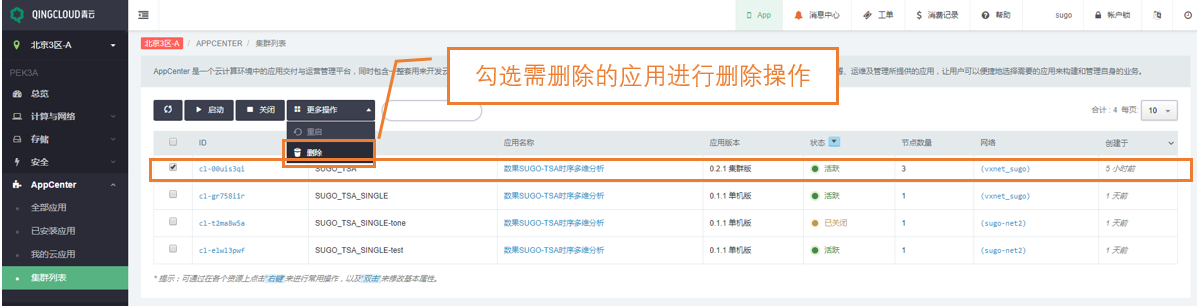 QINGCLOUD青云
App
消息中心
工单
消费记录
帮助
sugo
帐户锁
北京3区-A
北京3区-A / APPCENTER / 集群列表
PEK3A
AppCenter 是一个云计算环境中的应用交付与运营管理平台，同时包含一整套用来开发云
、运维及管理所提供的应用，让用户可以便捷地选择需要的应用来构建和管理自身的业务。
勾选需删除的应用进行删除操作
总览
计算与网络
存储
安全
AppCenter
全部应用
已安装应用
我的云应用
集群列表
启动 关闭 更多操作
重启
删除
合计：4 每页: 10
ID 应用名称 应用版本 状态 节点数量 网络 创建于
cl-00uis3qi SUGO_TSA 数果SUGO-TSA时序多维分析 0.2.1 集群版 活跃 3 (vxnet_sugo) 5 小时前
cl-gr758i1r SUGO_TSA_SINGLE 数果SUGO-TSA时序多维分析 0.1.1 单机版 活跃 1 (vxnet_sugo) 1 天前
cl-t2ma8w5a SUGO_TSA_SINGLE-tone 数果SUGO-TSA时序多维分析 0.1.1 单机版 已关闭 1 (sugo-net2) 1 天前
cl-elwl3pwf SUGO_TSA_SINGLE-test 数果SUGO-TSA时序多维分析 0.1.1 单机版 活跃 1 (sugo-net2) 1 天前
* 提示：可通过在各个资源上点击"右键"来进行常用操作，以及"双击"来修改基本属性。